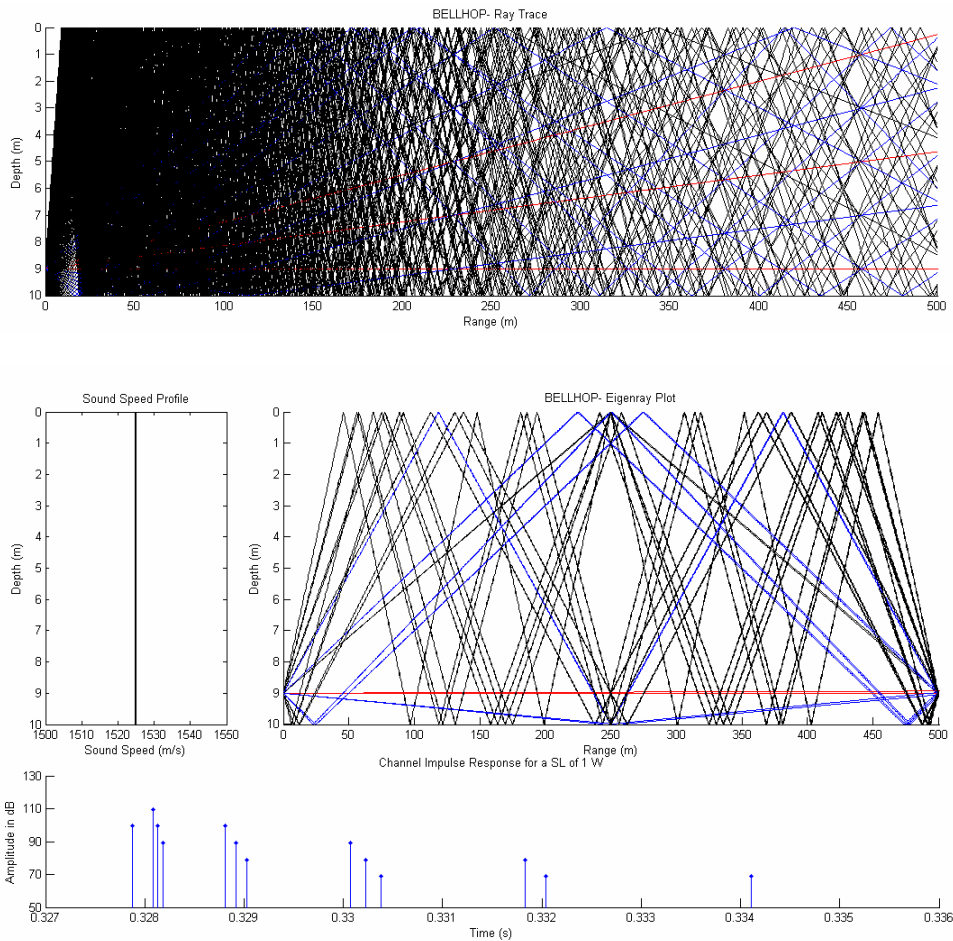 BELLHOP- Ray Trace
0
1
2
3
4
5
6
7
8
9
10
Depth (m)
0 50 100 150 200 250 300 350 400 450 500
Range (m)
Sound Speed Profile
0
1
2
3
4
5
6
7
8
9
10
Depth (m)
1500 1510 1520 1530 1540 1550
Sound Speed (m/s)
BELLHOP- Eigenray Plot
0
1
2
3
4
5
6
7
8
9
10
Depth (m)
0 50 100 150 200 250 300 350 400 450 500
Range (m)
Channel Impulse Response for a SL of 1 W
130
110
90
70
50
Amplitude in dB
0.327 0.328 0.329 0.33 0.331 0.332 0.333 0.334 0.335 0.336
Time (s)